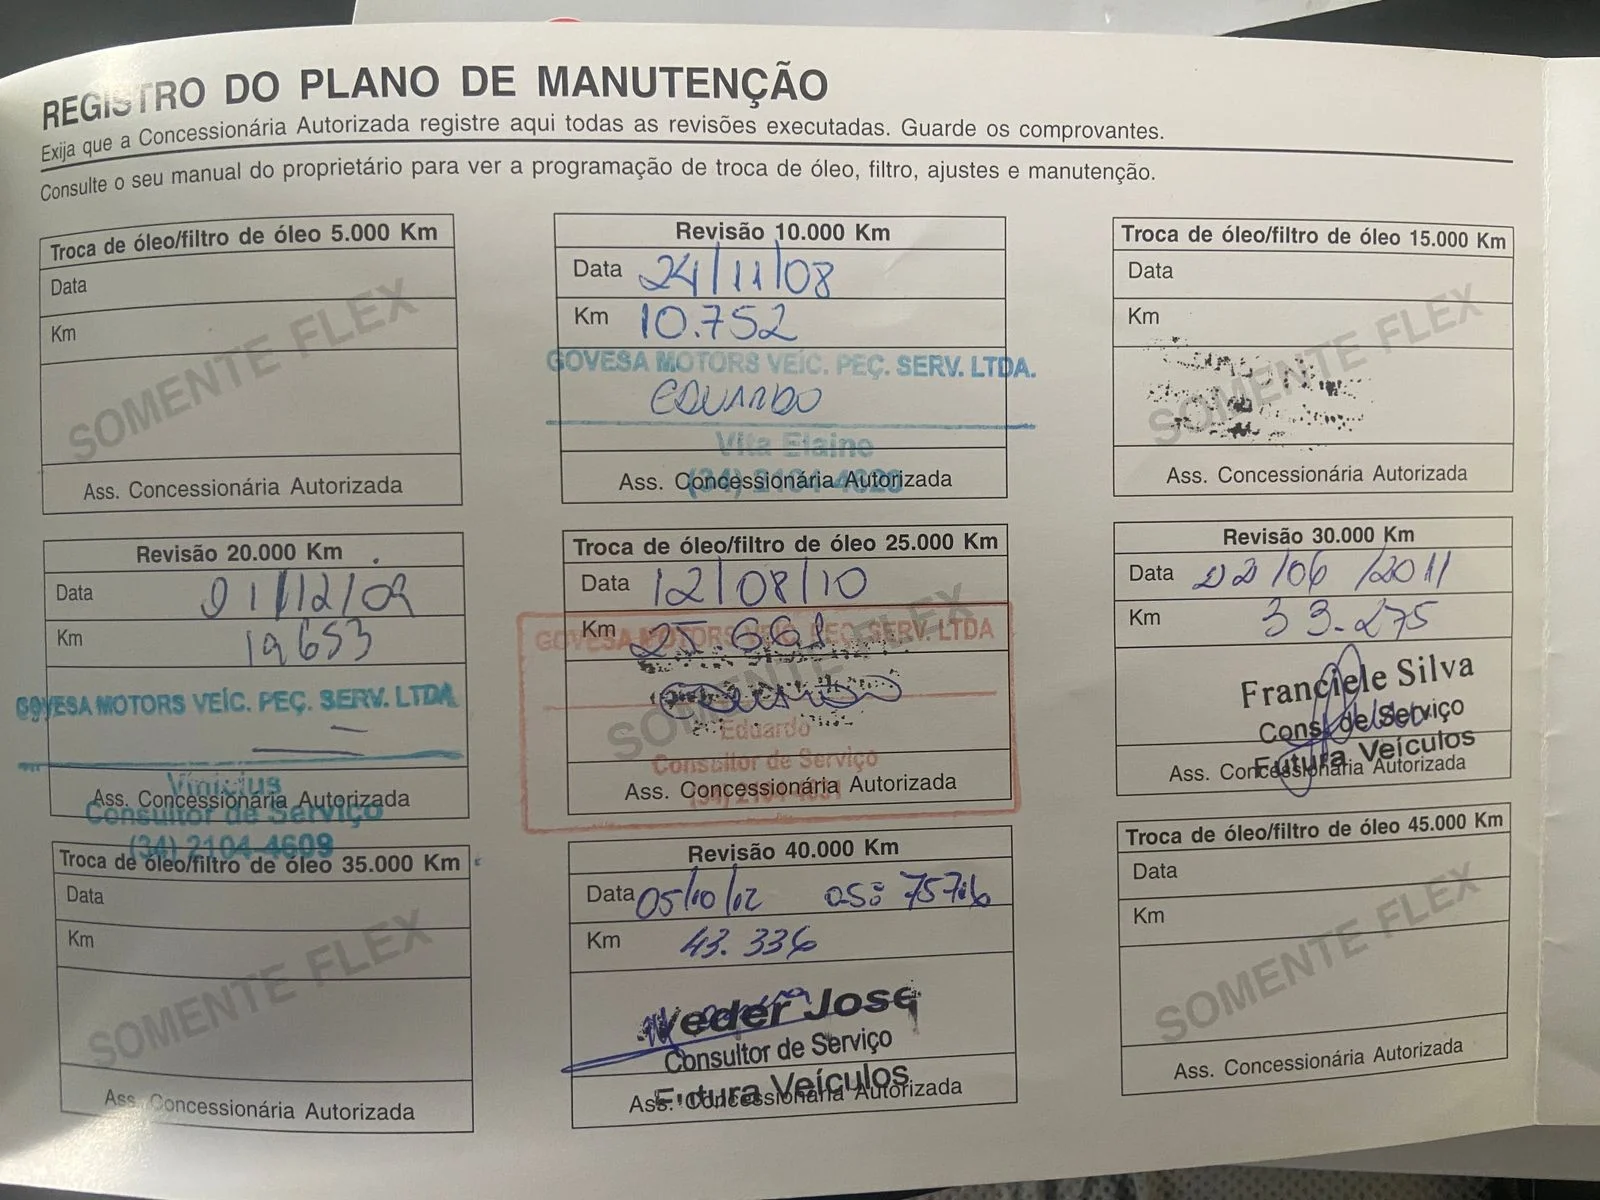 REGISTRO DO PLANO DE MANUTENÇÃO
Exija que a Concessionária Autorizada registre aqui todas as revisões executadas. Guarde os comprovantes.
Consulte o seu manual do proprietário para ver a programação de troca de óleo, filtro, ajustes e manutenção.
Troca de óleo/filtro de óleo 5.000 Km
Data
Km
SOMENTE FLEX
Ass. Concessionária Autorizada
Revisão 10.000 Km
Data 24/11/08
Km 10.752
GOVESA MOTORS VEÍC. PEÇ. SERV. LTDA.
EDUARDO
Vita Elaine
Ass. Concessionária Autorizada
Troca de óleo/filtro de óleo 15.000 Km
Data
Km
SOMENTE FLEX
Ass. Concessionária Autorizada
Revisão 20.000 Km
Data 01/12/09
Km 19653
GOVESA MOTORS VEÍC. PEÇ. SERV. LTDA.
Vinicius
Ass. Concessionária Autorizada
Consultor de Serviço
(34) 2104-4609
Troca de óleo/filtro de óleo 25.000 Km
Data 12/08/10
Km 25.661
GOVESA MOTORS VEIC. PEÇ. SERV. LTDA
SOMENTE FLEX
Eduardo
Consultor de Serviço
Ass. Concessionária Autorizada
Revisão 30.000 Km
Data 22/06/2011
Km 33.275
Franciele Silva
Cons. de Serviço
Futura Veículos
Ass. Concessionária Autorizada
Troca de óleo/filtro de óleo 35.000 Km
Data
Km
SOMENTE FLEX
Ass. Concessionária Autorizada
Revisão 40.000 Km
Data 05/10/12 OS: 75716
Km 43.336
Weder Jose
Consultor de Serviço
Futura Veículos
Ass. Concessionária Autorizada
Troca de óleo/filtro de óleo 45.000 Km
Data
Km
SOMENTE FLEX
Ass. Concessionária Autorizada